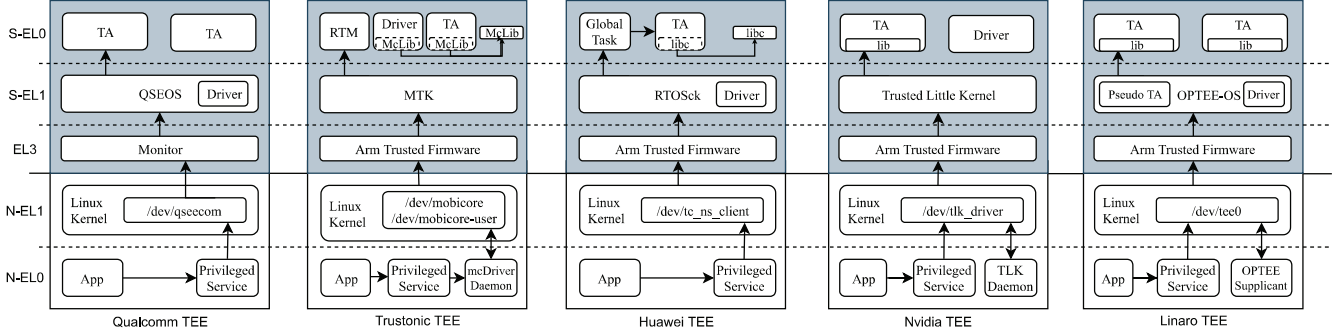 S-EL0
S-EL1
EL3
N-EL1
N-EL0
TA
TA
QSEOS
Driver
Monitor
Linux
Kernel
/dev/qseecom
App
Privileged
Service
Qualcomm TEE
RTM
Driver
McLib
TA
McLib
McLib
MTK
Arm Trusted Firmware
Linux
Kernel
/dev/mobicore
/dev/mobicore-user
App
Privileged
Service
mcDriver
Daemon
Trustonic TEE
Global
Task
TA
libc
libc
RTOSck
Driver
Arm Trusted Firmware
Linux
Kernel
/dev/tc_ns_client
App
Privileged
Service
Huawei TEE
TA
lib
Driver
Trusted Little Kernel
Arm Trusted Firmware
Linux
Kernel
/dev/tlk_driver
App
Privileged
Service
TLK
Daemon
Nvidia TEE
TA
lib
TA
lib
Pseudo TA
OPTEE-OS
Driver
Arm Trusted Firmware
Linux
Kernel
/dev/tee0
App
Privileged
Service
OPTEE
Supplicant
Linaro TEE